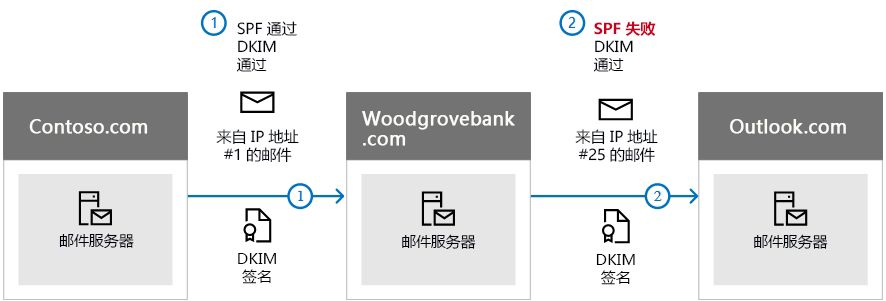 1
SPF 通过
DKIM
通过
2
SPF 失败
DKIM
通过
Contoso.com
来自 IP 地址
#1 的邮件
Woodgrovebank
.com
来自 IP 地址
#25 的邮件
Outlook.com
邮件服务器
1
DKIM
签名
邮件服务器
2
DKIM
签名
邮件服务器